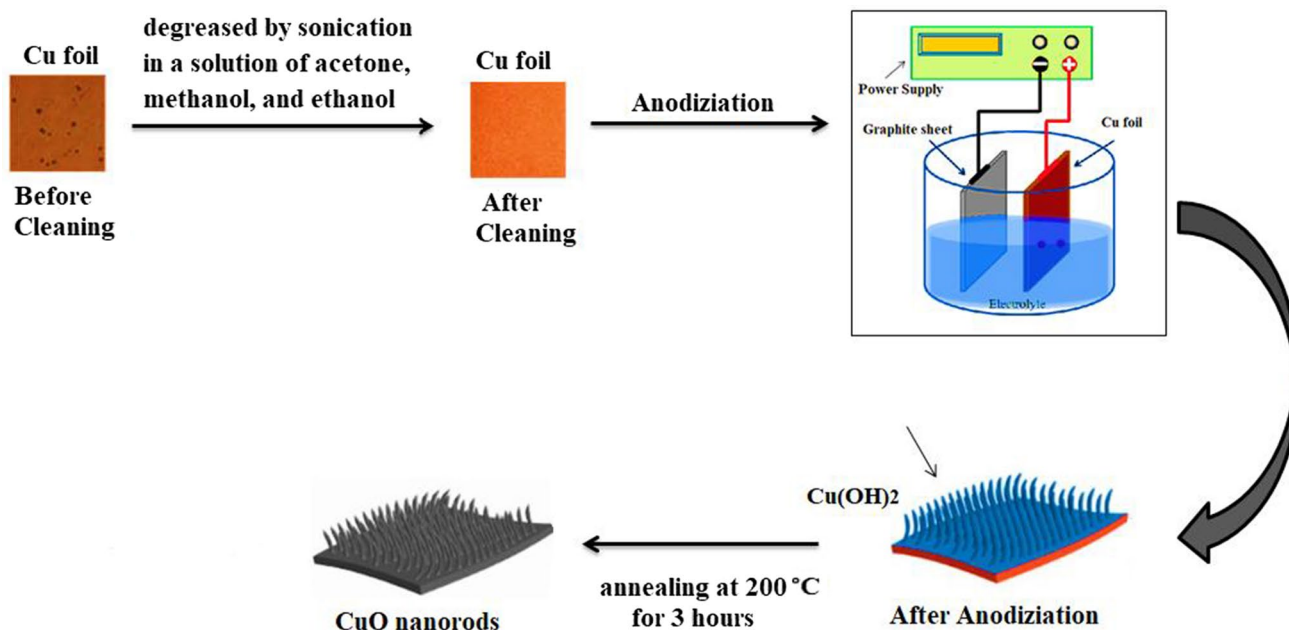 Cu foil
Before
Cleaning
degreased by sonication
in a solution of acetone,
methanol, and ethanol
Cu foil
After
Cleaning
Anodiziation
Power Supply
Graphite sheet
Cu foil
Electrolyte
Cu(OH)2
After Anodiziation
annealing at 200 °C
for 3 hours
CuO nanorods